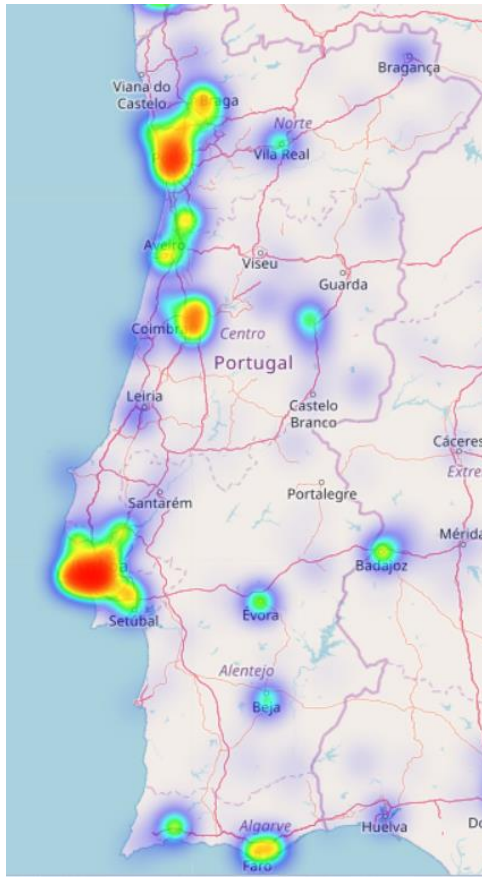 Bragança
Viana do
Castelo
Braga
Norte
Vila Real
Aveiro
Viseu
Guarda
Coimbra
Centro
Portugal
Leiria
Castelo
Branco
Cáceres
Extre
Portalegre
Santarém
Mérida
Badajoz
Évora
Setúbal
Alentejo
Beja
Algarve
Huelva
Do
Faro